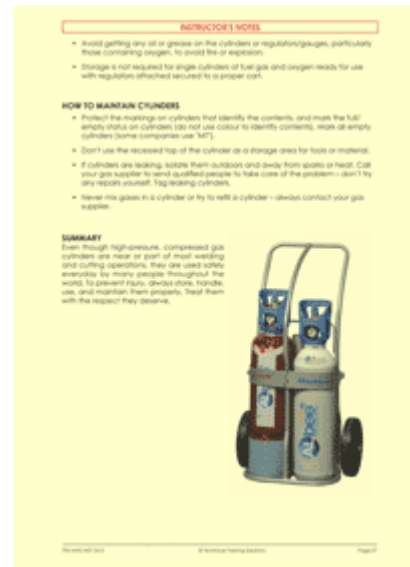 INSTRUCTOR'S NOTES
• Avoid getting any oil or grease on the cylinders or regulators/gauges, particularly
those containing oxygen, to avoid fire or explosion.
• Storage is not required for single cylinders of fuel gas and oxygen ready for use
with regulators attached secured to a proper cart.
HOW TO MAINTAIN CYLINDERS
• Protect the markings on cylinders that identify the contents, and mark the full/
empty status on cylinders (do not use colour to identify contents). Mark all empty
cylinders (some companies use "MT").
• Don't use the recessed top of the cylinder as a storage area for tools or material.
• If cylinders are leaking, isolate them outdoors and away from sparks or heat. Call
your gas supplier to send qualified people to take care of the problem – don't try
any repairs yourself. Tag leaking cylinders.
• Never mix gases in a cylinder or try to refill a cylinder – always contact your gas
supplier.
SUMMARY
Even though high-pressure, compressed gas
cylinders are near or part of most welding
and cutting operations, they are used safely
everyday by many people throughout the
world. To prevent injury, always store, handle,
use, and maintain them properly. Treat them
with the respect they deserve.
Albee
© Technical Training Solutions